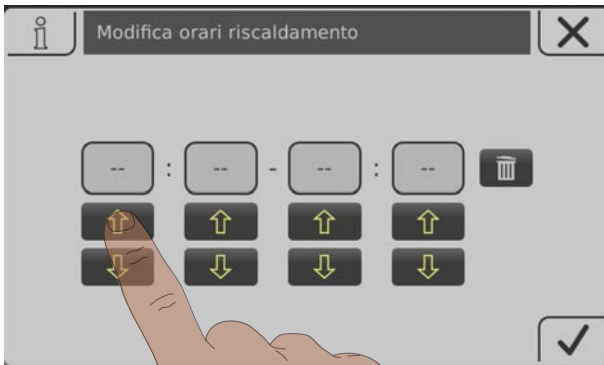 i
Modifica orari riscaldamento
-- : -- - -- : --